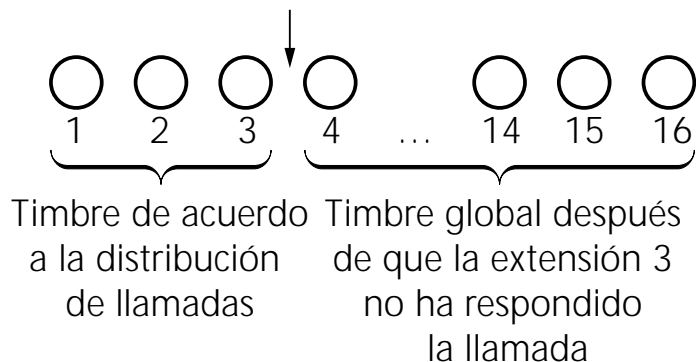 1 2 3 4 ... 14 15 16
Timbre de acuerdo
a la distribución
de llamadas
Timbre global después
de que la extensión 3
no ha respondido
la llamada